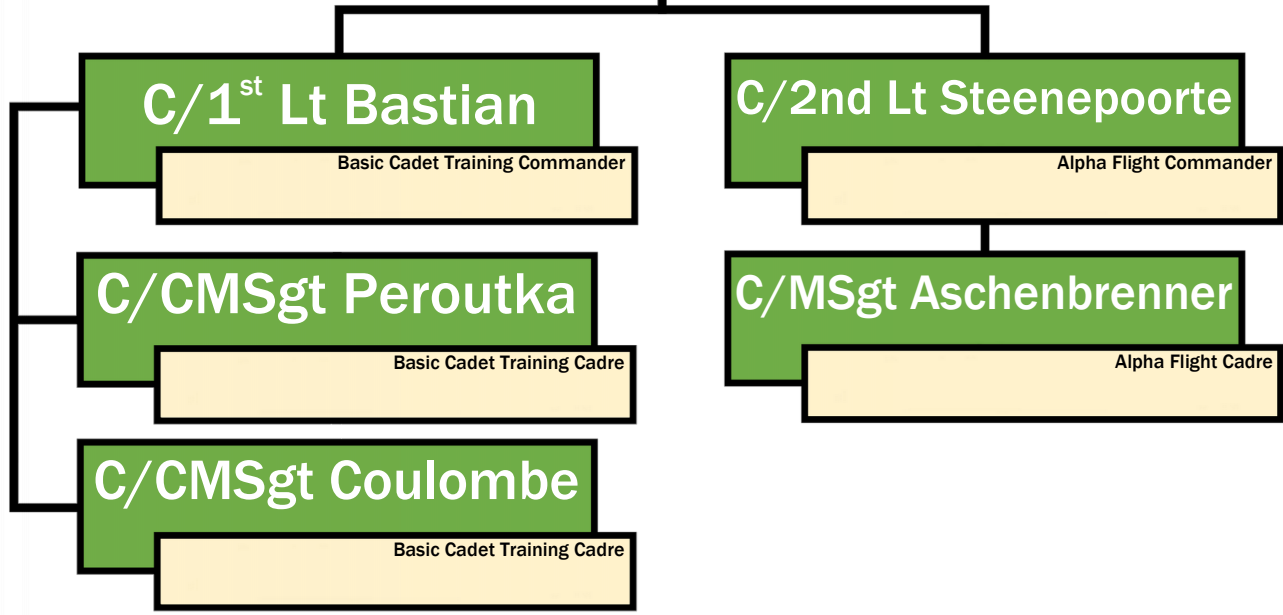 C/1st Lt Bastian
Basic Cadet Training Commander
C/2nd Lt Steenepoorte
Alpha Flight Commander
C/CMSgt Peroutka
Basic Cadet Training Cadre
C/MSgt Aschenbrenner
Alpha Flight Cadre
C/CMSgt Coulombe
Basic Cadet Training Cadre